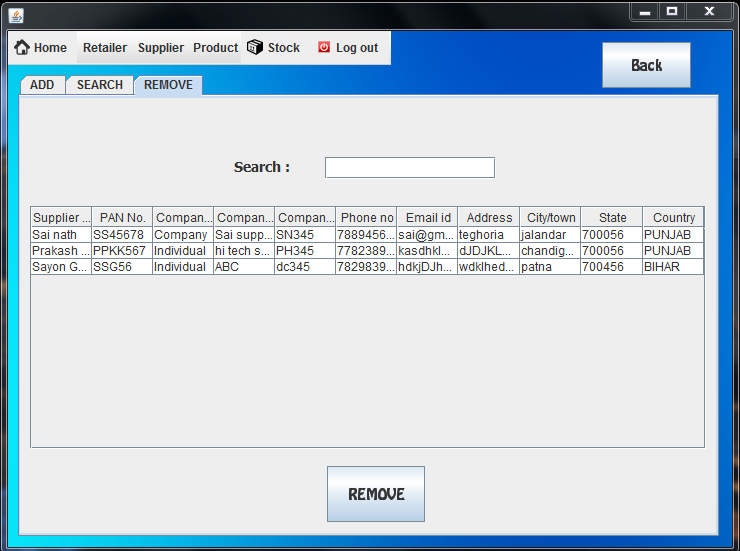 Home Retailer Supplier Product Stock Log out
Back
ADD SEARCH REMOVE
Search :
Supplier ... PAN No. Compan... Compan... Compan... Phone no Email id Address City/town State Country
Sai nath SS45678 Company Sai supp... SN345 7889456... sai@gm... teghoria jalandar 700056 PUNJAB
Prakash ... PPKK567 Individual hi tech s... PH345 7782389... kasdhkl... dJDJKL... chandig... 700056 PUNJAB
Sayon G... SSG56 Individual ABC dc345 7829839... hdkjDJh... wdklhed... patna 700456 BIHAR
REMOVE